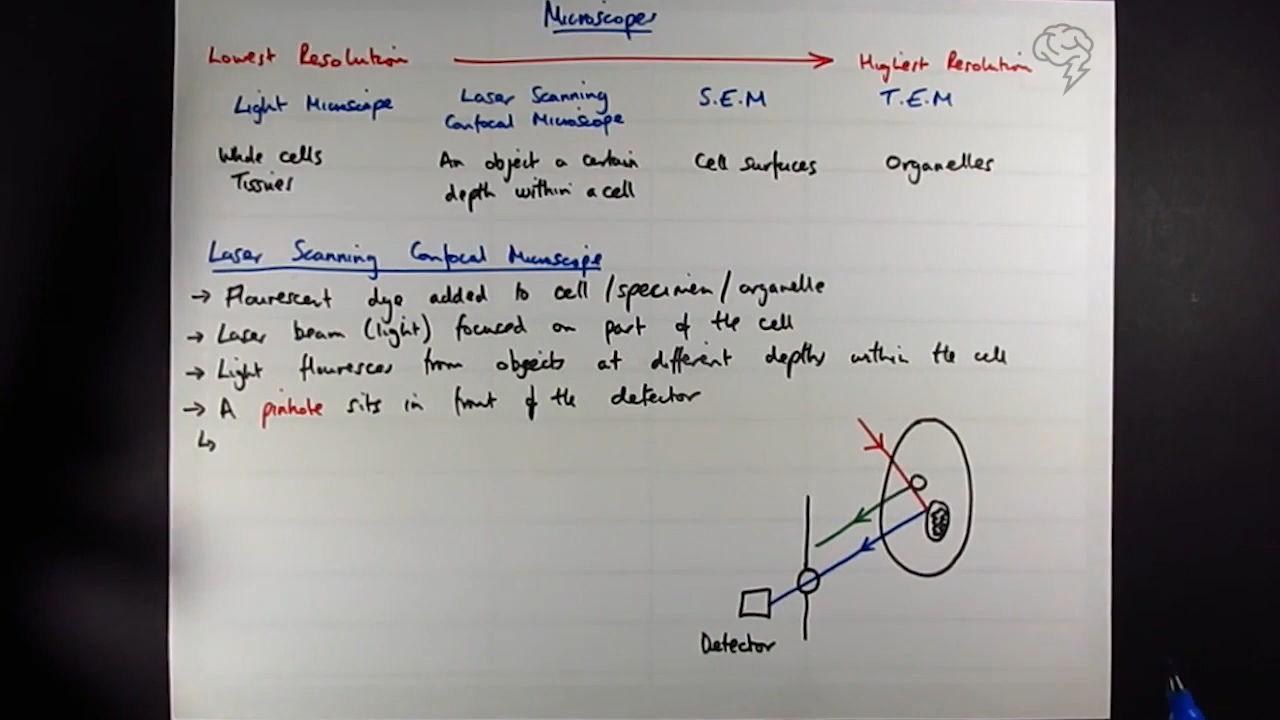 Microscopes
Lowest Resolution → Highest Resolution
Light Microscope Laser Scanning Confocal Microscope S.E.M T.E.M
Whole cells Tissues An object a certain depth within a cell Cell surfaces Organelles
Laser Scanning Confocal Microscope
→ Flourescent dye added to cell/specimen/organelle
→ Laser beam (light) focused on part of the cell
→ Light flouresces from objects at different depths within the cell
→ A pinhole sits in front of the detector
↳
Detector